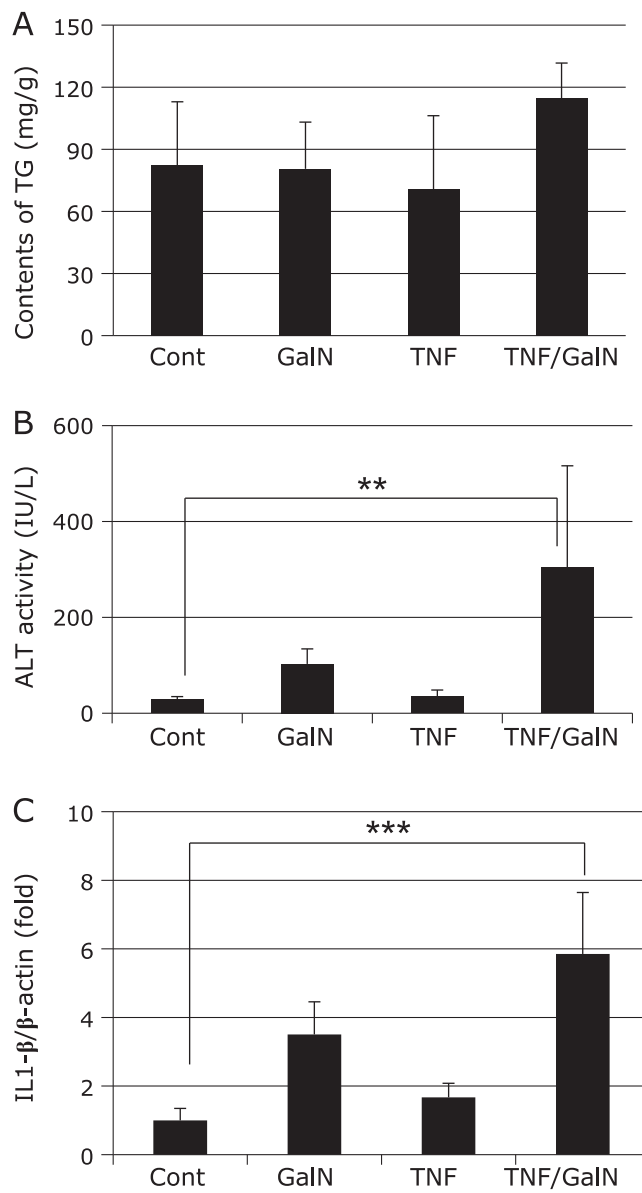 A
Contents of TG (mg/g)
150
120
90
60
30
0
Cont GalN TNF TNF/GalN
B
ALT activity (IU/L)
600
400
200
0
**
Cont GalN TNF TNF/GalN
C
IL1-β/β-actin (fold)
10
8
6
4
2
0
***
Cont GalN TNF TNF/GalN